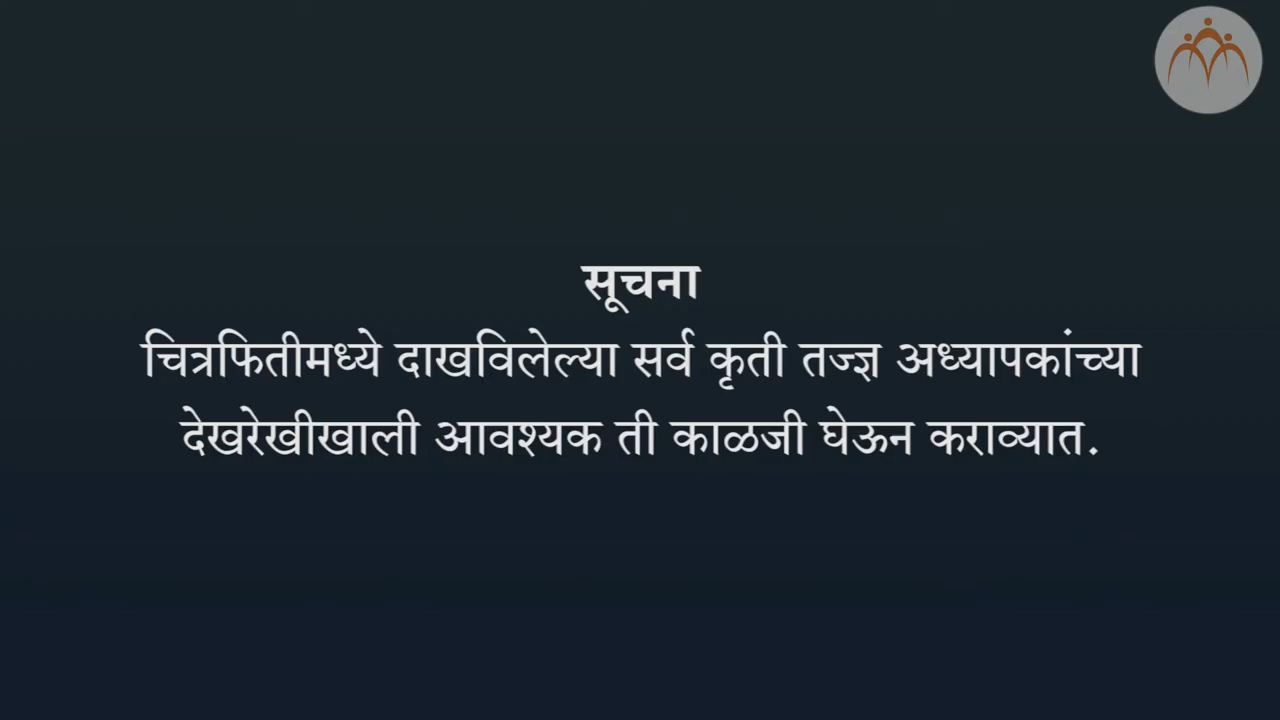 सूचना
चित्रफितीमध्ये दाखविलेल्या सर्व कृती तज्ज्ञ अध्यापकांच्या
देखरेखीखाली आवश्यक ती काळजी घेऊन कराव्यात.